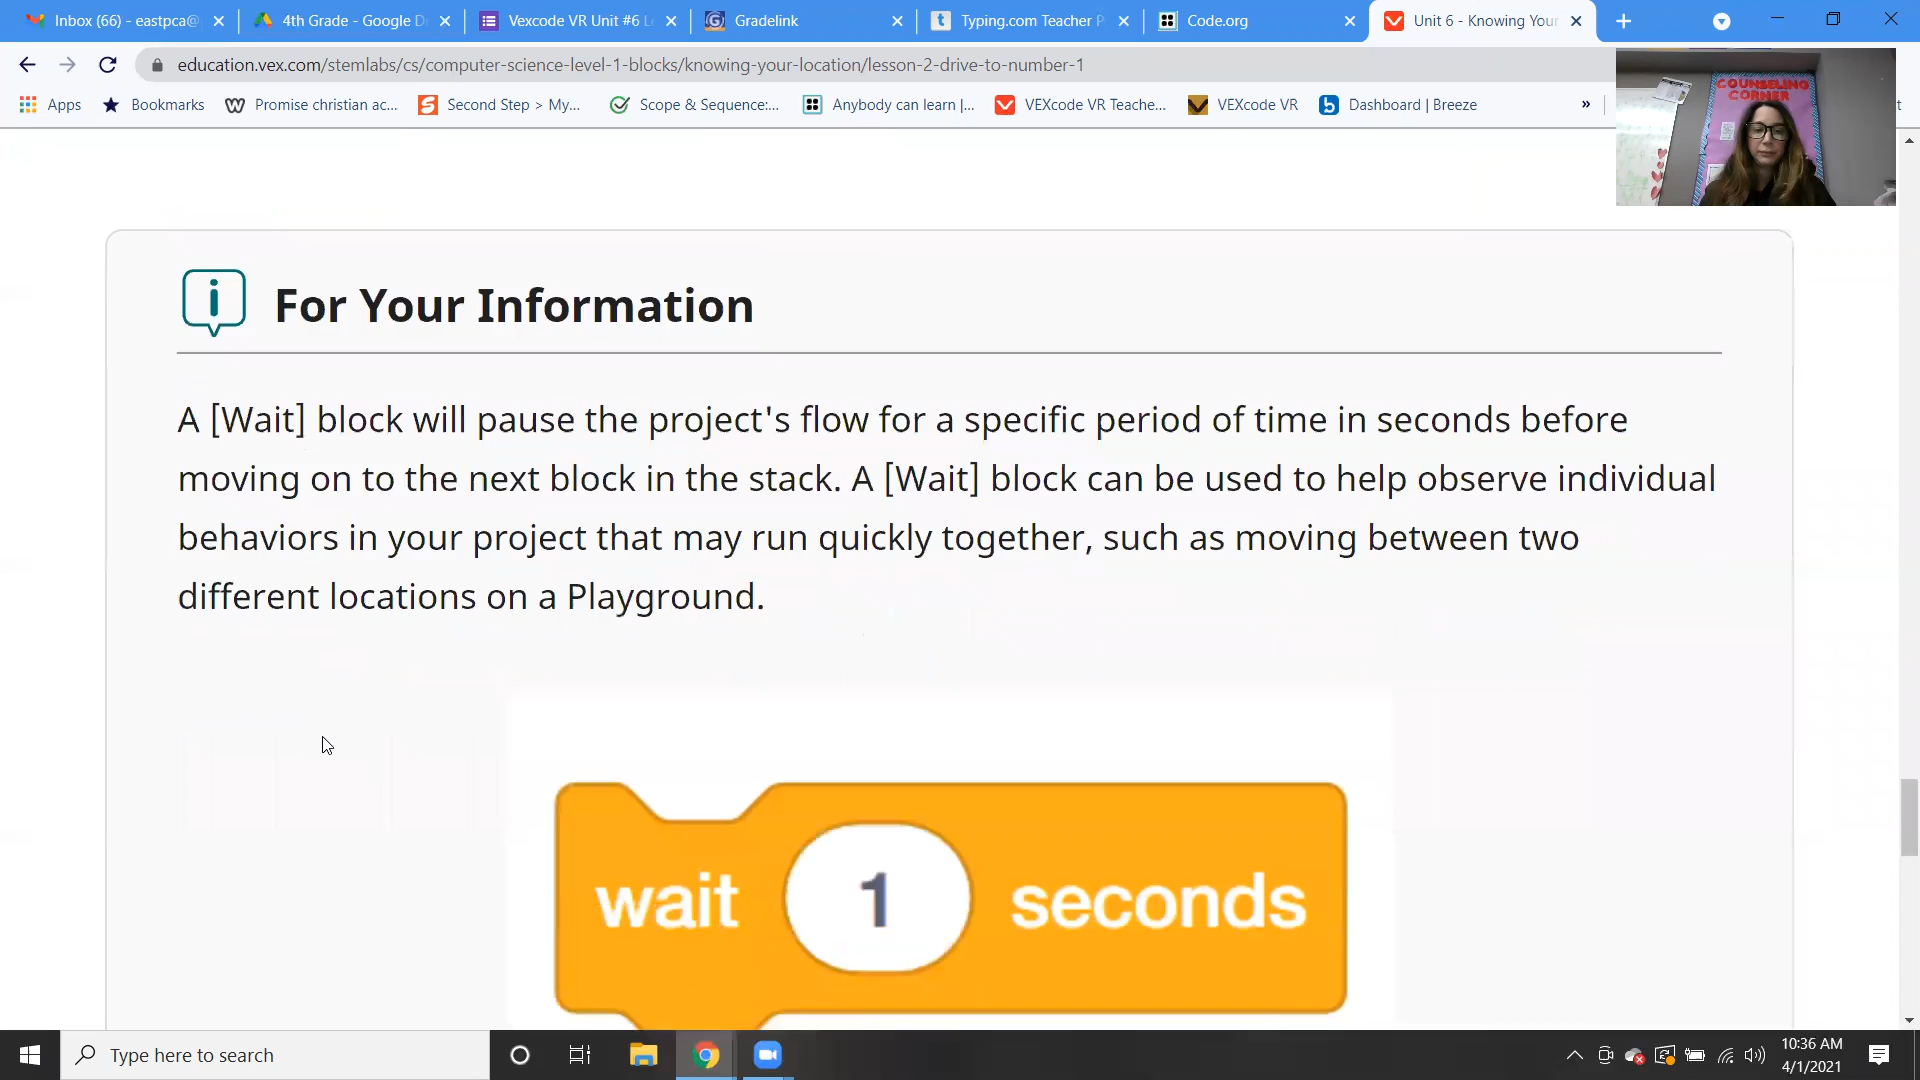 Inbox (66) - eastpca@
4th Grade - Google D
Vexcode VR Unit #6 L
Gradelink
Typing.com Teacher P
Code.org
Unit 6 - Knowing Your
education.vex.com/stemlabs/cs/computer-science-level-1-blocks/knowing-your-location/lesson-2-drive-to-number-1
Apps
Bookmarks
Promise christian ac...
Second Step > My...
Scope & Sequence:...
Anybody can learn |...
VEXcode VR Teache...
VEXcode VR
Dashboard | Breeze
»
COUNSELING
CORNER
For Your Information
A [Wait] block will pause the project's flow for a specific period of time in seconds before
moving on to the next block in the stack. A [Wait] block can be used to help observe individual
behaviors in your project that may run quickly together, such as moving between two
different locations on a Playground.
wait 1 seconds
Type here to search
10:36 AM
4/1/2021